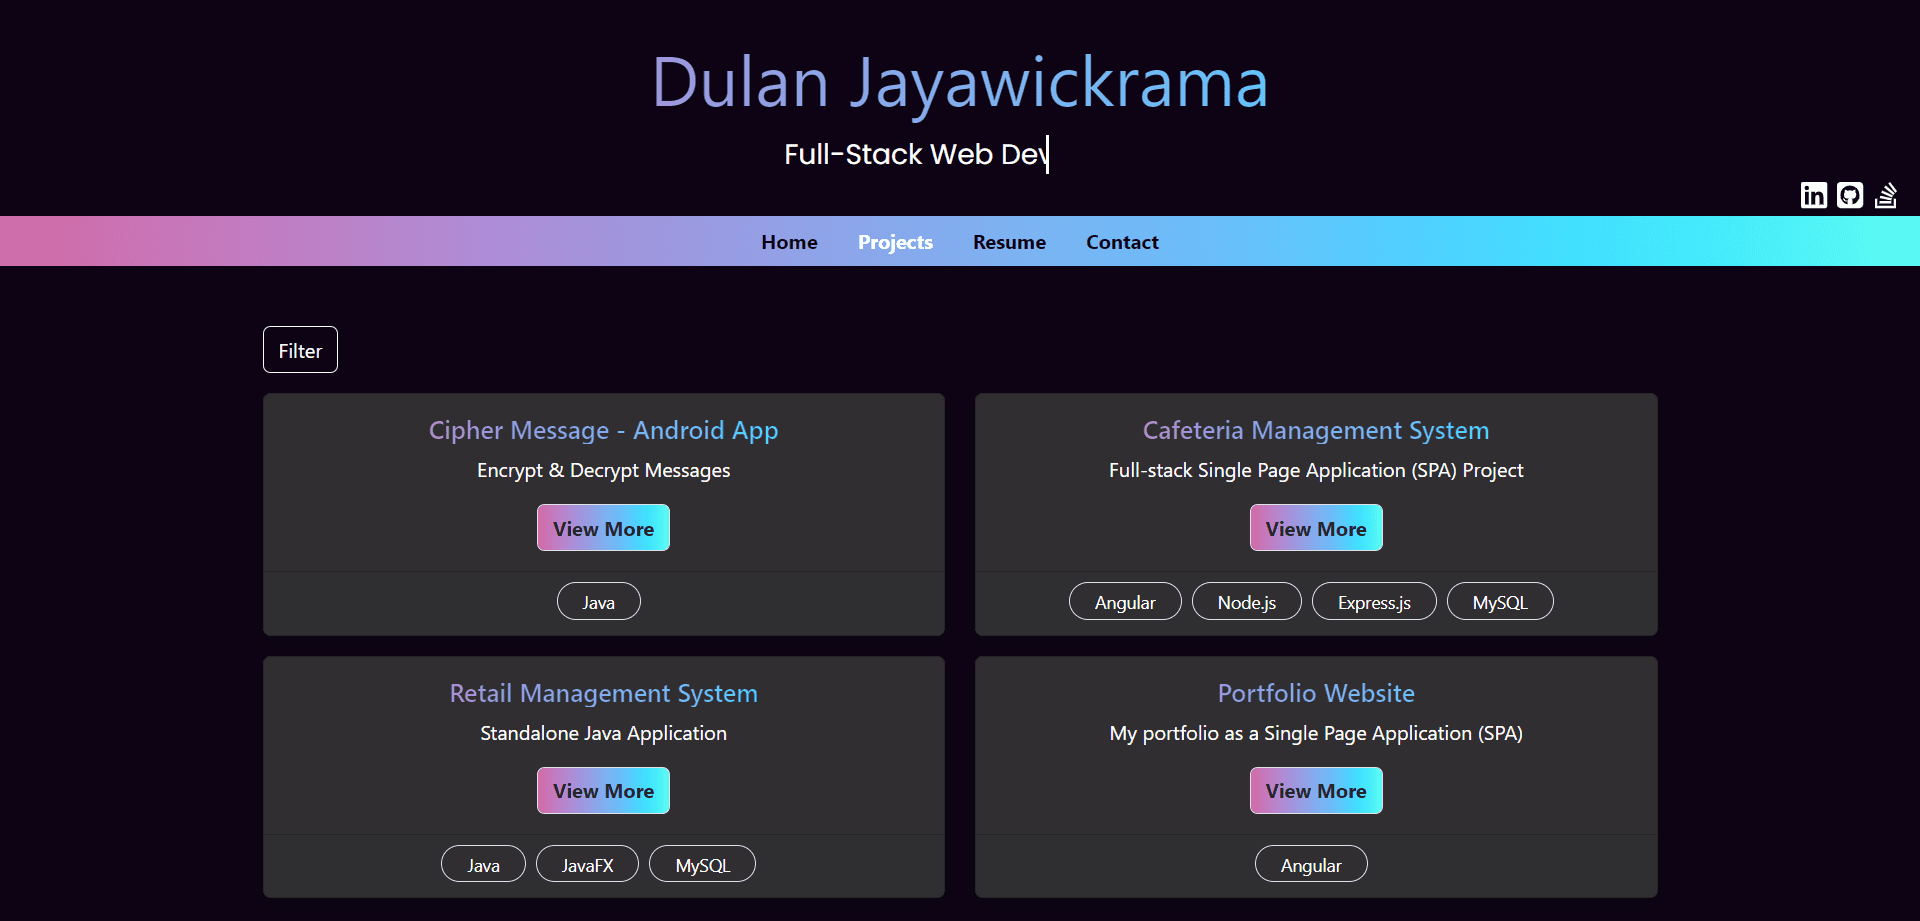 Dulan Jayawickrama
Full-Stack Web Dev
in
Home Projects Resume Contact
Filter
Cipher Message - Android App
Encrypt & Decrypt Messages
View More
Java
Cafeteria Management System
Full-stack Single Page Application (SPA) Project
View More
Angular Node.js Express.js MySQL
Retail Management System
Standalone Java Application
View More
Java JavaFX MySQL
Portfolio Website
My portfolio as a Single Page Application (SPA)
View More
Angular